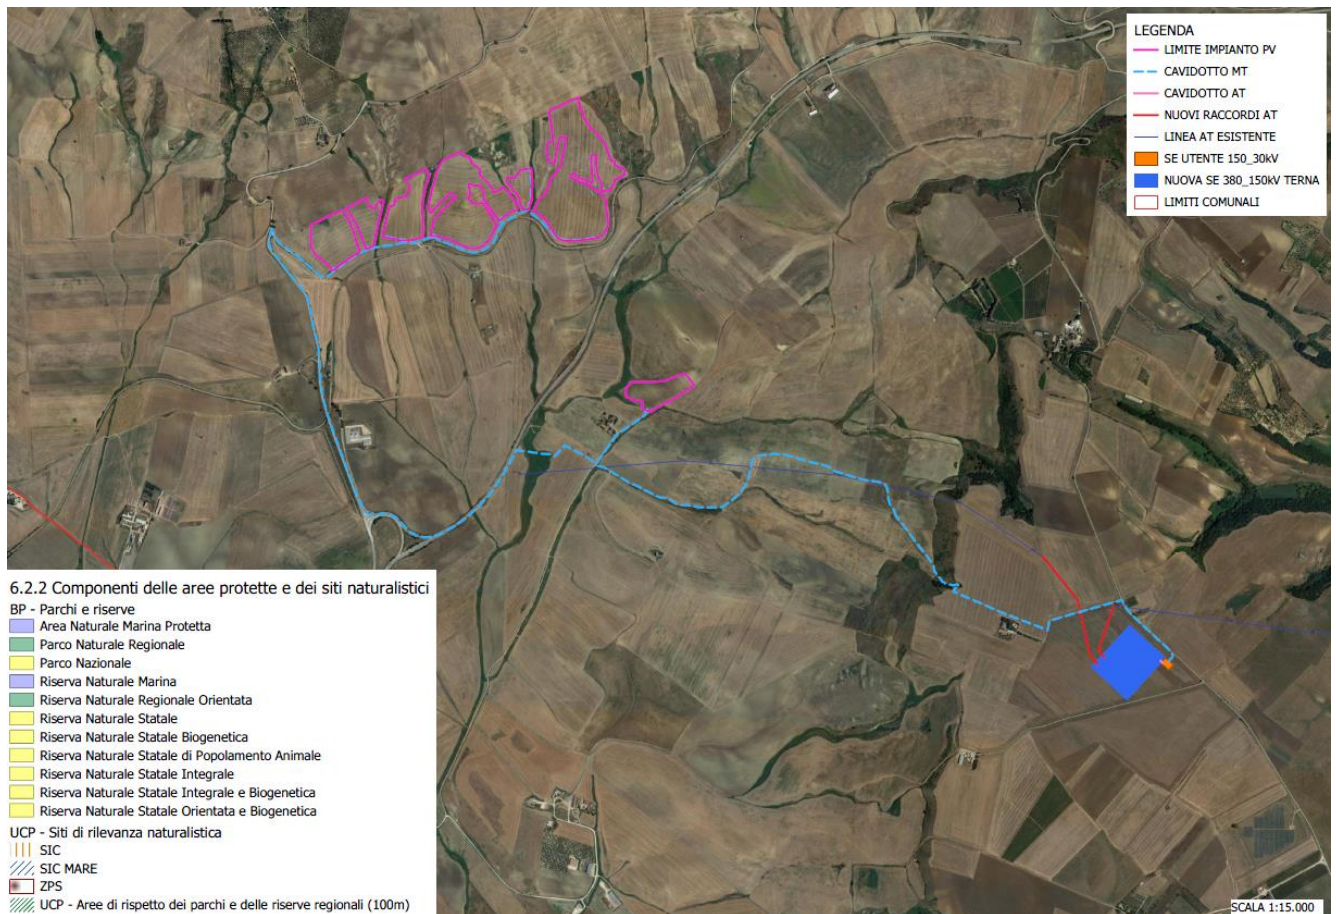 LEGENDA
LIMITE IMPIANTO PV
CAVIDOTTO MT
CAVIDOTTO AT
NUOVI RACCORDI AT
LINEA AT ESISTENTE
SE UTENTE 150_30kV
NUOVA SE 380_150kV TERNA
LIMITI COMUNALI
6.2.2 Componenti delle aree protette e dei siti naturalistici
BP - Parchi e riserve
Area Naturale Marina Protetta
Parco Naturale Regionale
Parco Nazionale
Riserva Naturale Marina
Riserva Naturale Regionale Orientata
Riserva Naturale Statale
Riserva Naturale Statale Biogenetica
Riserva Naturale Statale di Popolamento Animale
Riserva Naturale Statale Integrale
Riserva Naturale Statale Integrale e Biogenetica
Riserva Naturale Statale Orientata e Biogenetica
UCP - Siti di rilevanza naturalistica
SIC
SIC MARE
ZPS
UCP - Aree di rispetto dei parchi e delle riserve regionali (100m)
SCALA 1:15.000